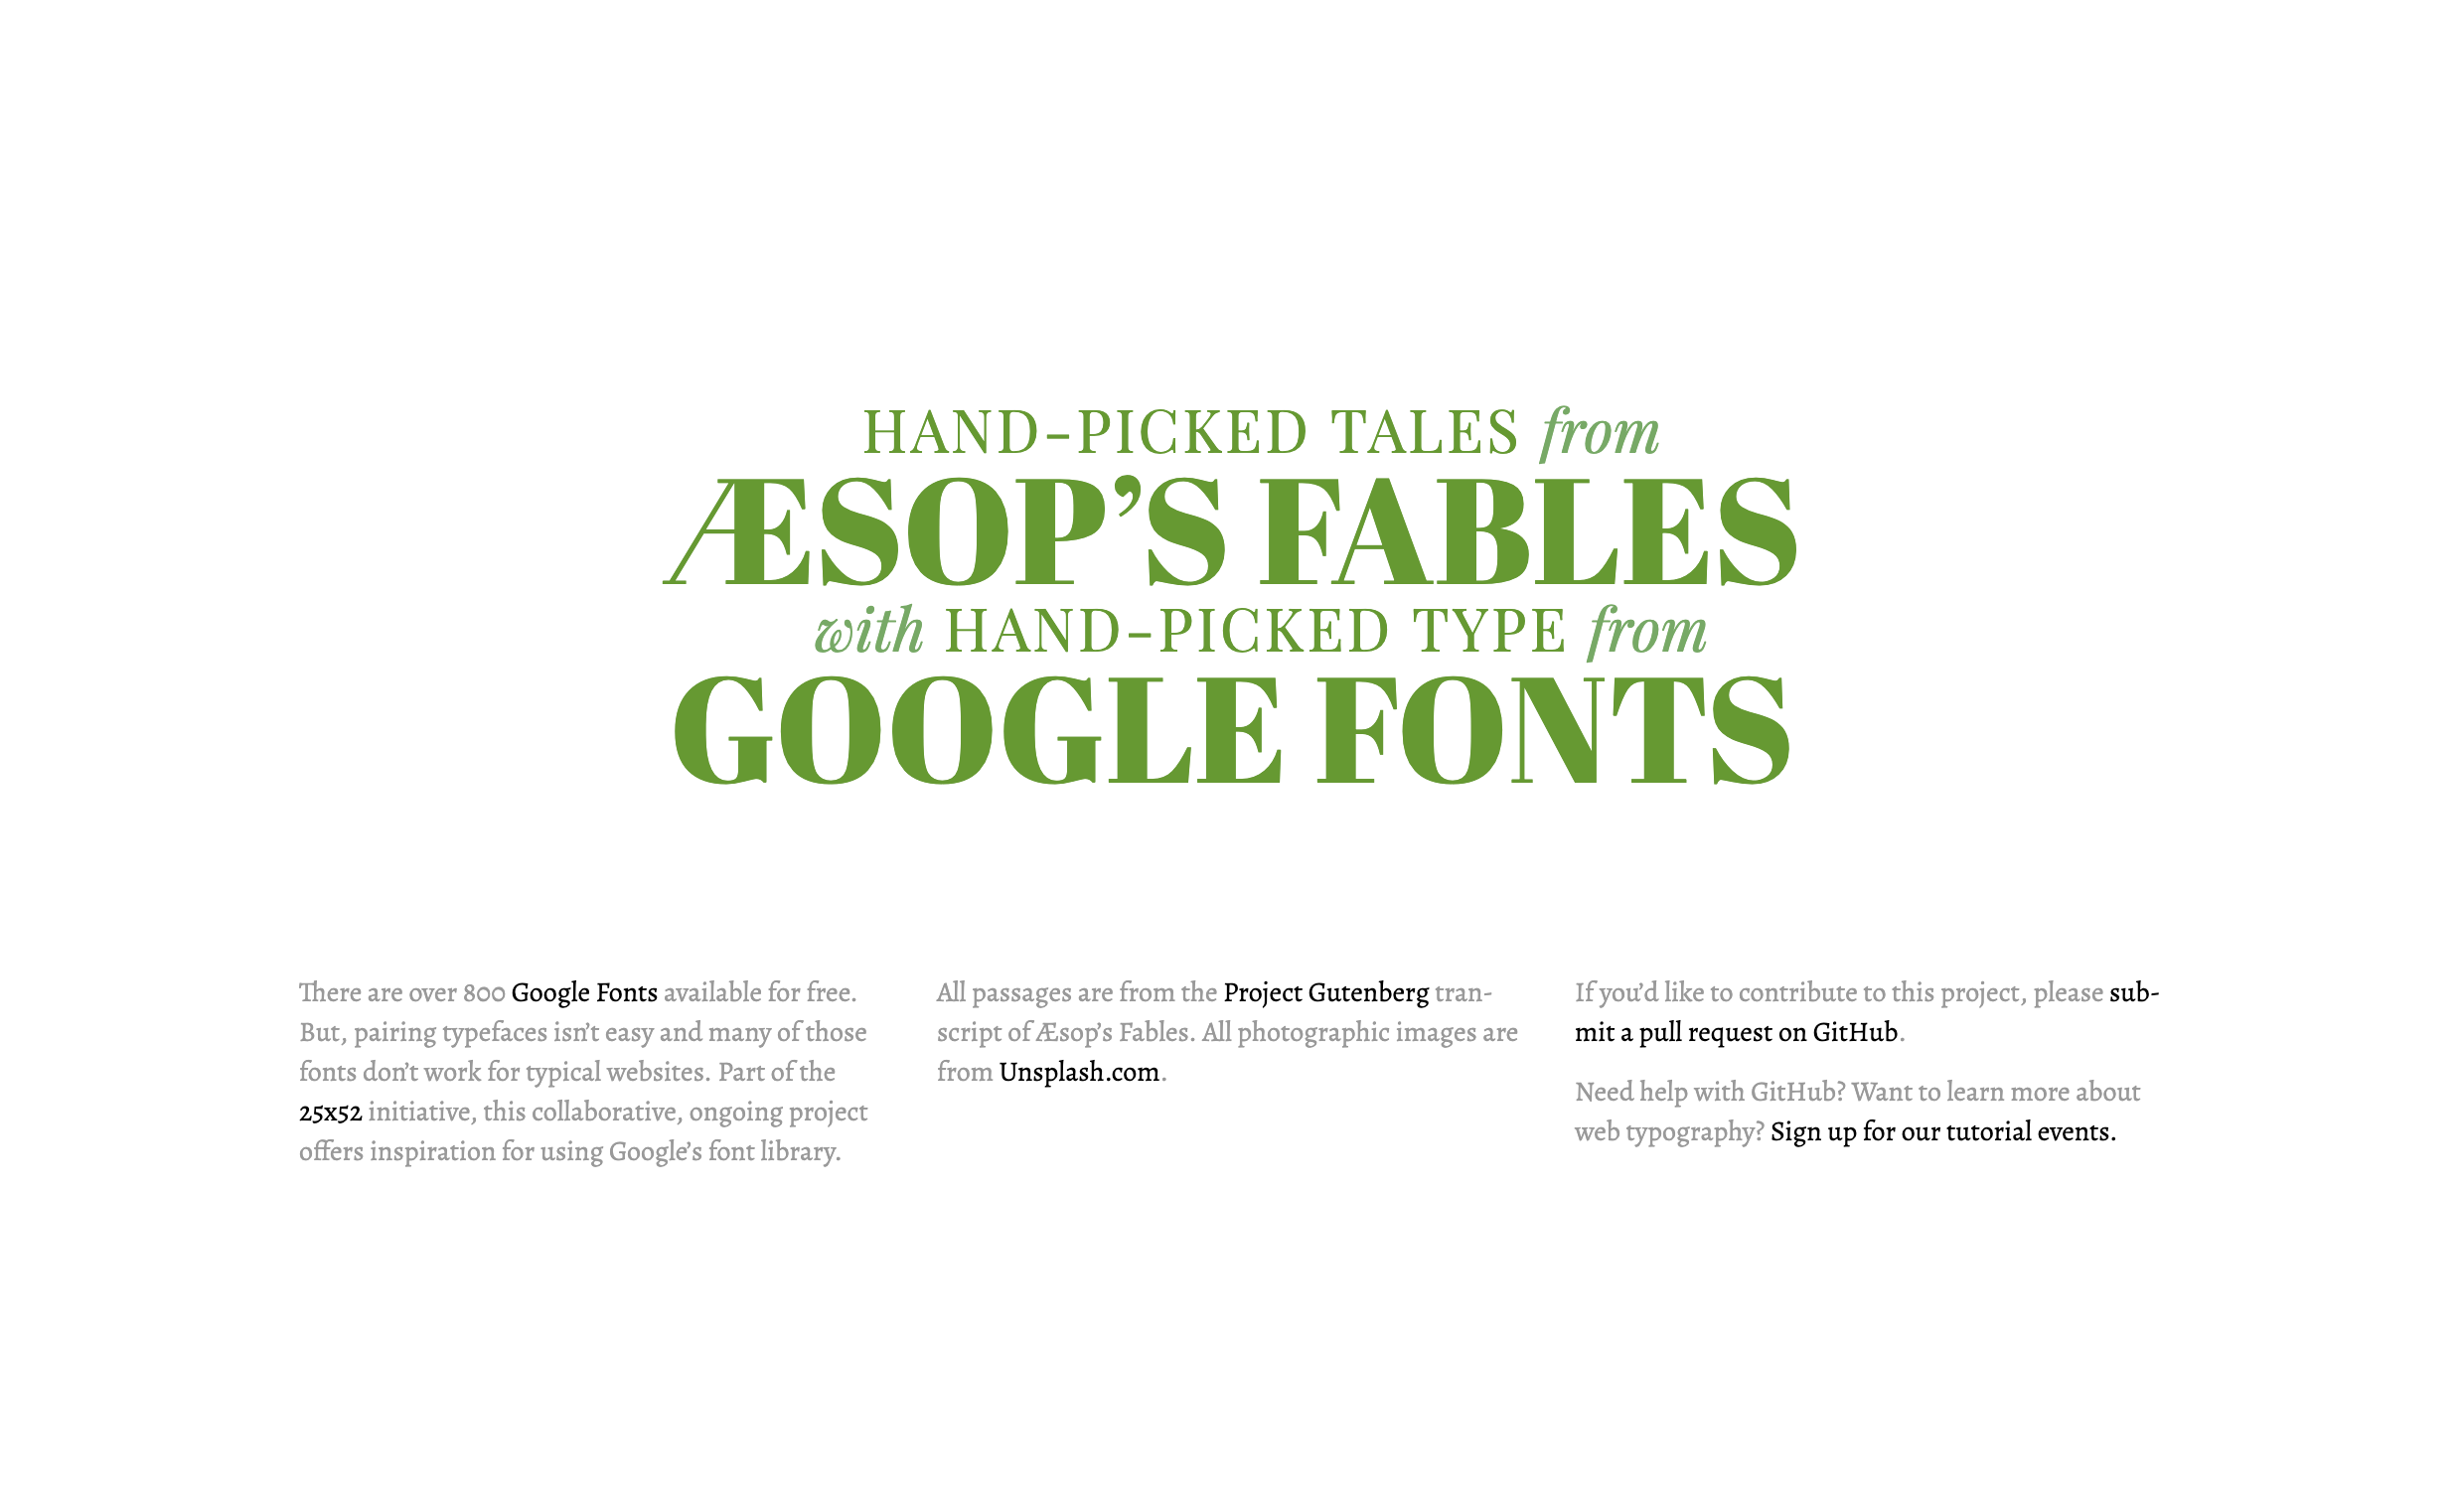 HAND-PICKED TALES from
ÆSOP’S FABLES
with HAND-PICKED TYPE from
GOOGLE FONTS
There are over 800 Google Fonts available for free.
But, pairing typefaces isn’t easy and many of those
fonts don’t work for typical websites. Part of the
25x52 initiative, this collaborative, ongoing project
offers inspiration for using Google’s font library.
All passages are from the Project Gutenberg tran-
script of Æsop’s Fables. All photographic images are
from Unsplash.com.
If you’d like to contribute to this project, please sub-
mit a pull request on GitHub.
Need help with GitHub? Want to learn more about
web typography? Sign up for our tutorial events.